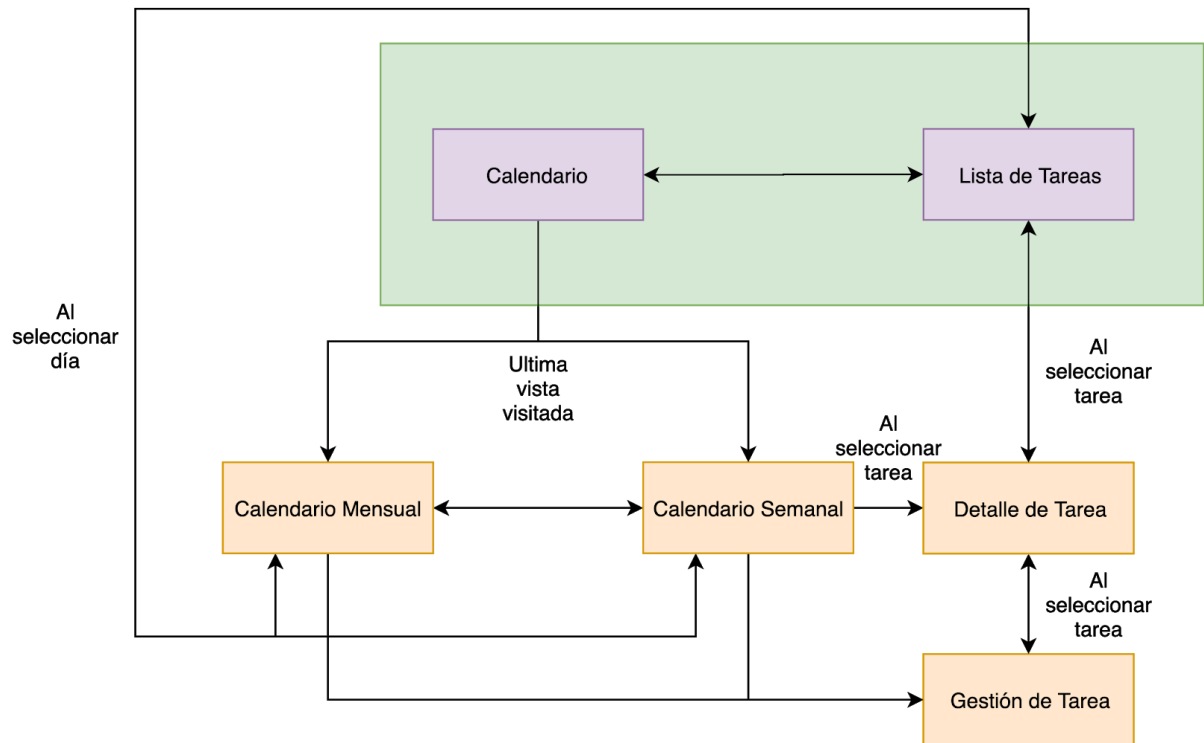 Calendario
Lista de Tareas
Al
seleccionar
día
Ultima
vista
visitada
Al
seleccionar
tarea
Al
seleccionar
tarea
Calendario Mensual
Calendario Semanal
Detalle de Tarea
Al
seleccionar
tarea
Gestión de Tarea